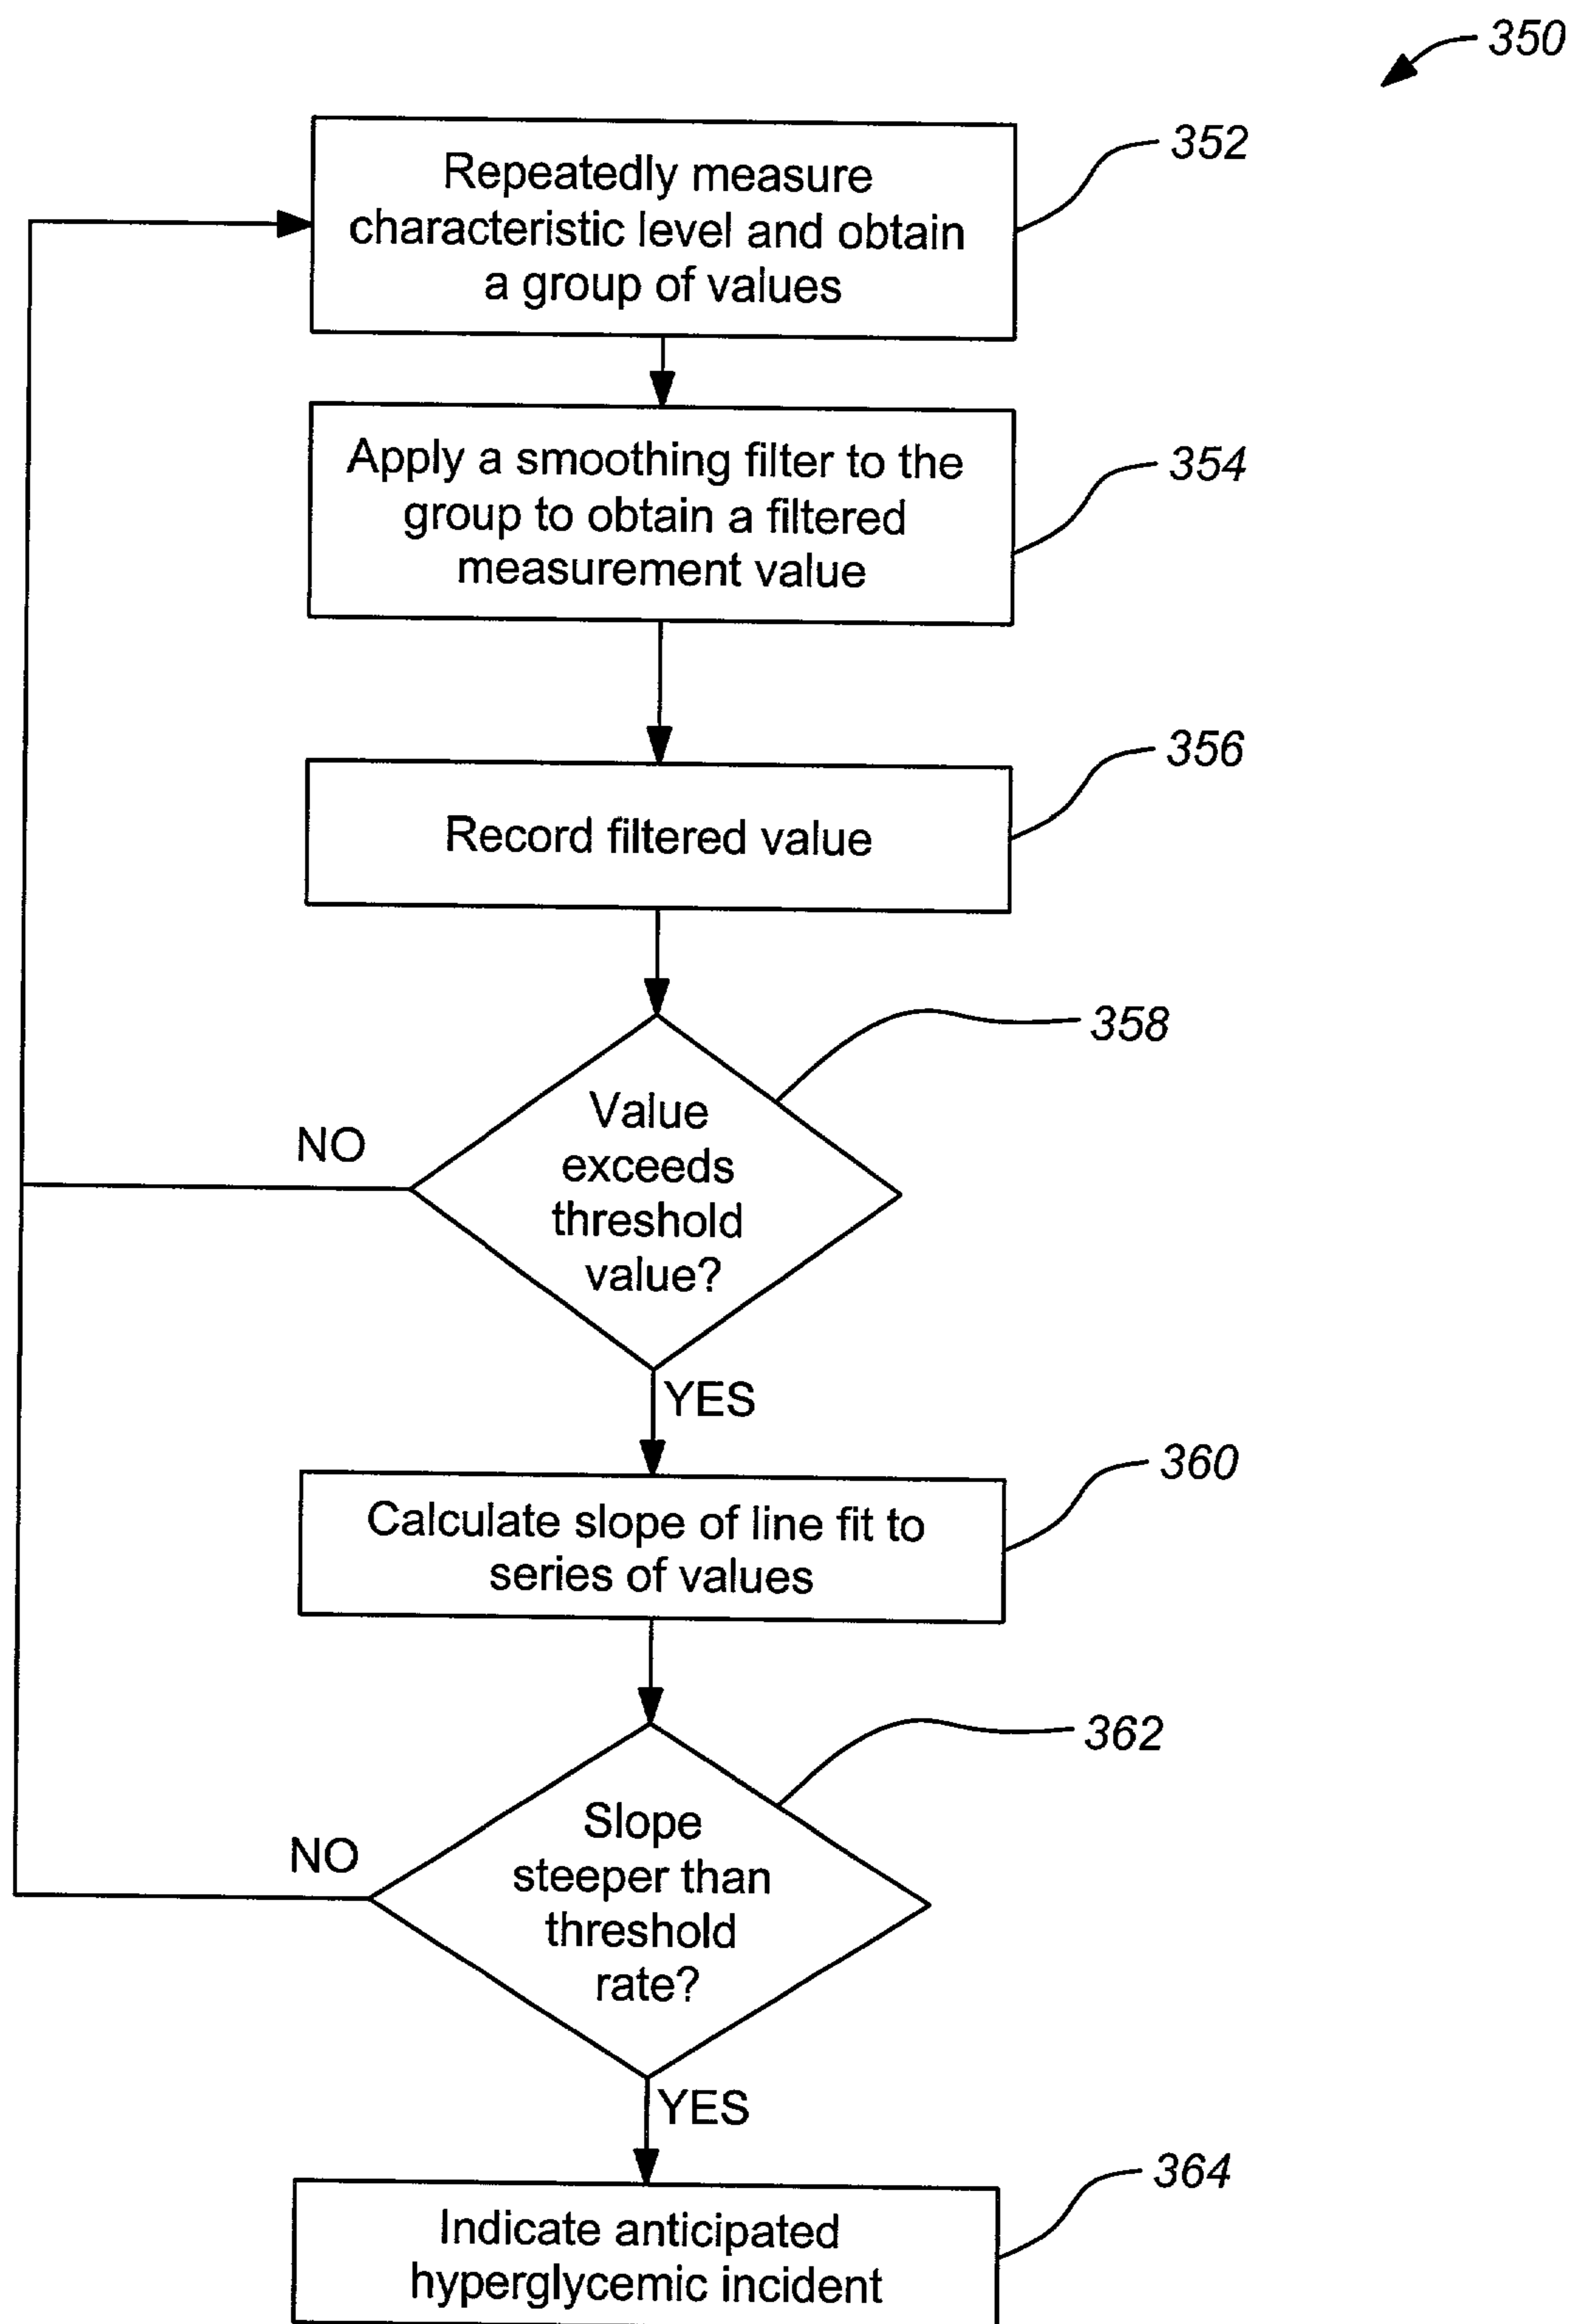 350
Repeatedly measure
characteristic level and obtain
a group of values
352
Apply a smoothing filter to the
group to obtain a filtered
measurement value
354
Record filtered value
356
Value
exceeds
threshold
value?
358
NO
YES
Calculate slope of line fit to
series of values
360
Slope
steeper than
threshold
rate?
362
NO
YES
Indicate anticipated
hyperglycemic incident
364